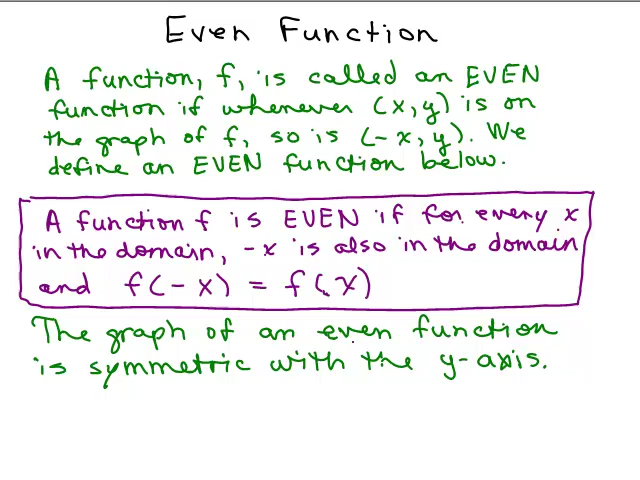 Even Function
A function, f, is called an EVEN
function if whenever (x,y) is on
the graph of f, so is (-x, y). We
define an EVEN function below.
A function f is EVEN if for every x
in the domain, -x is also in the domain
and f(-x) = f(x)
The graph of an even function
is symmetric with the y-axis.